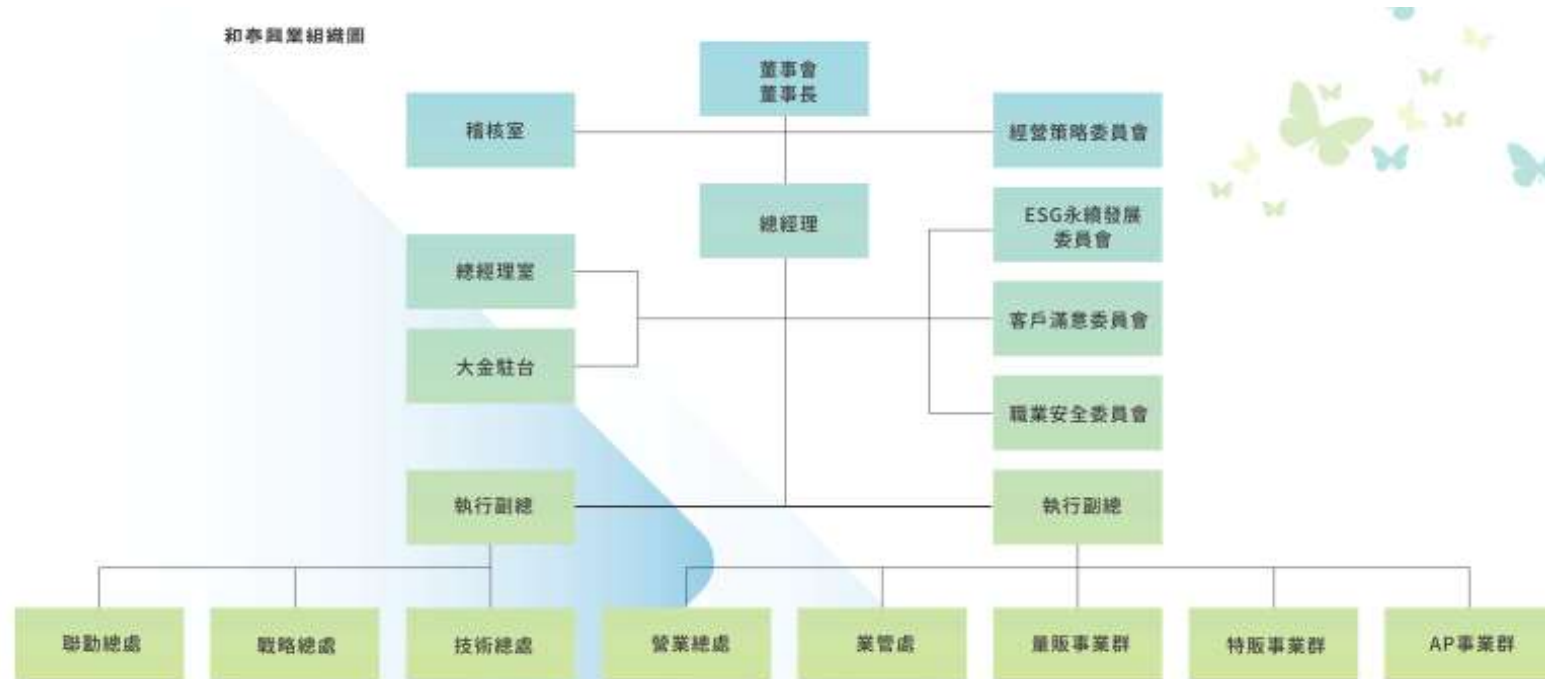 和泰興業組織圖
董事會
董事長
稽核室
經營策略委員會
總經理
ESG永續發展
委員會
總經理室
客戶滿意委員會
大金駐台
職業安全委員會
執行副總
執行副總
聯勤總處
戰略總處
技術總處
營業總處
業管處
量販事業群
特販事業群
AP事業群